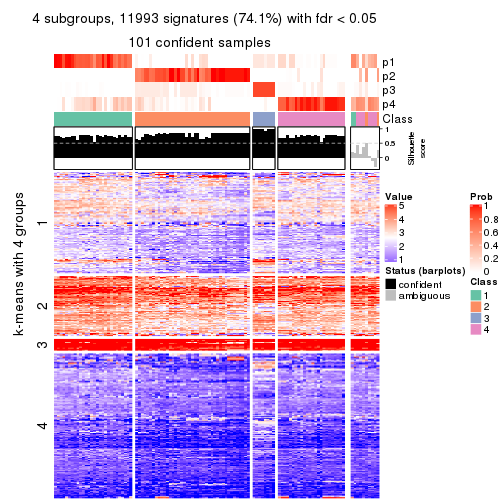 4 subgroups, 11993 signatures (74.1%) with fdr < 0.05
101 confident samples
p1
p2
p3
p4
Class
1
0.5
0
Silhouette
score
k-means with 4 groups
1
2
3
4
Value
5
4
3
2
1
Status (barplots)
confident
ambiguous
Prob
1
0.8
0.6
0.4
0.2
0
Class
1
2
3
4